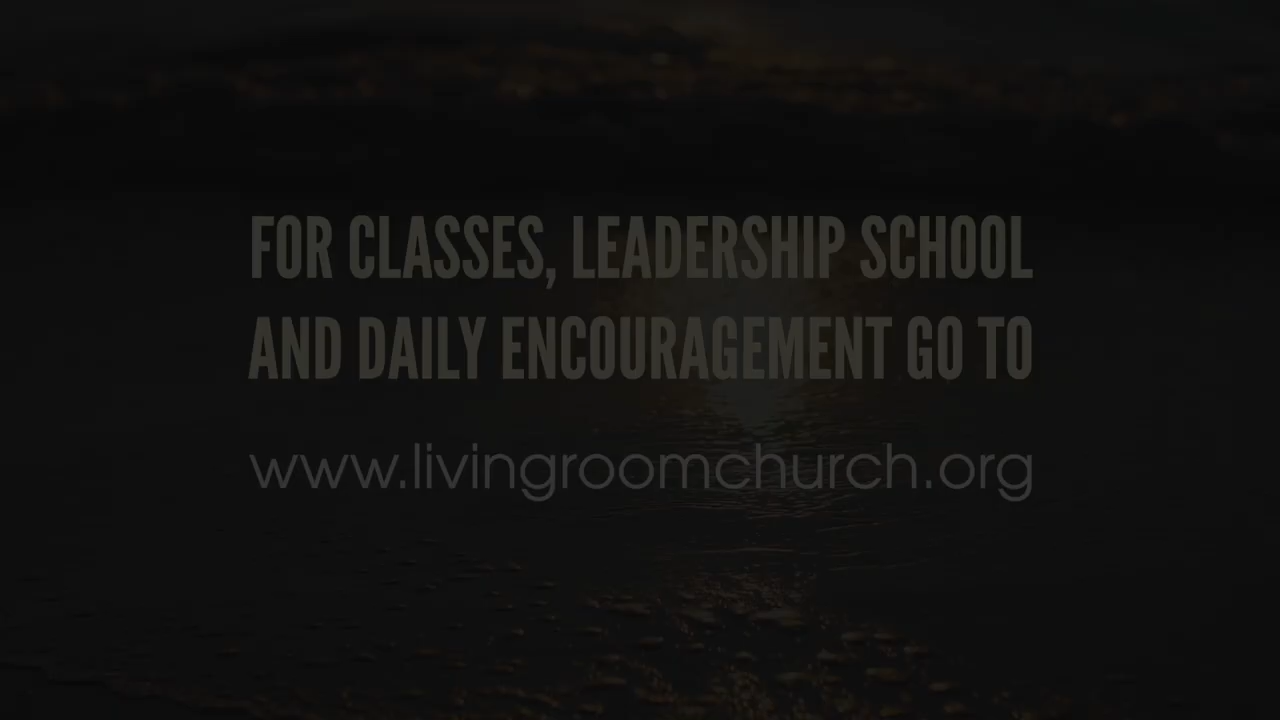 FOR CLASSES, LEADERSHIP SCHOOL
AND DAILY ENCOURAGEMENT GO TO
www.livingroomchurch.org